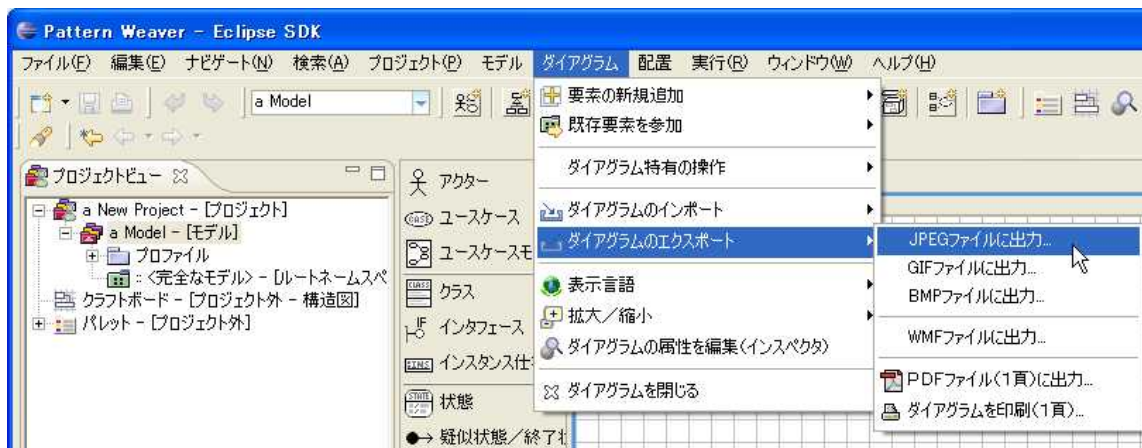 Pattern Weaver - Eclipse SDK
ファイル(F) 編集(E) ナビゲート(N) 検索(A) プロジェクト(P) モデル ダイアグラム 配置 実行(R) ウィンドウ(W) ヘルプ(H)
a Model
要素の新規追加
既存要素を参加
ダイアグラム特有の操作
ダイアグラムのインポート
ダイアグラムのエクスポート
表示言語
拡大/縮小
ダイアグラムの属性を編集(インスペクタ)
ダイアグラムを閉じる
JPEGファイルに出力...
GIFファイルに出力...
BMPファイルに出力...
WMFファイルに出力...
PDFファイル(1頁)に出力...
ダイアグラムを印刷(1頁)...
プロジェクトビュー
a New Project - [プロジェクト]
a Model - [モデル]
プロファイル
:: <完全なモデル> - [ルートネームスペ
クラフトボード - [プロジェクト外 - 構造図]
パレット - [プロジェクト外]
アクター
CASE ユースケース
ユースケースモ
CLASS クラス
IF インタフェース
:INS インスタンス仕
STATE 状態
疑似状態/終了